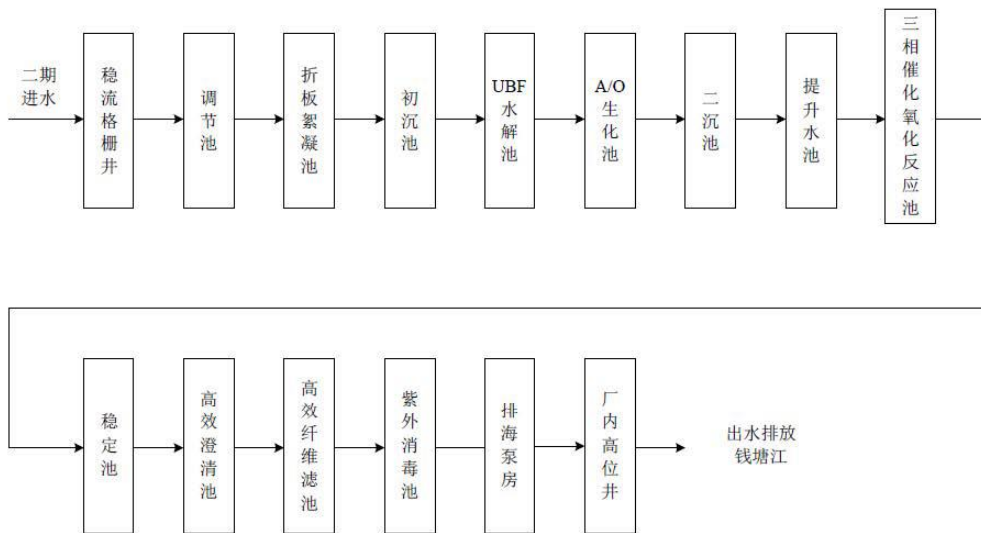 二期
进水
稳流格栅井
调节池
折板絮凝池
初沉池
UBF
水解池
A/O
生化池
二沉池
提升水池
三相催化氧化反应池
稳定池
高效澄清池
高效纤维滤池
紫外消毒池
排海泵房
厂内高位井
出水排放
钱塘江